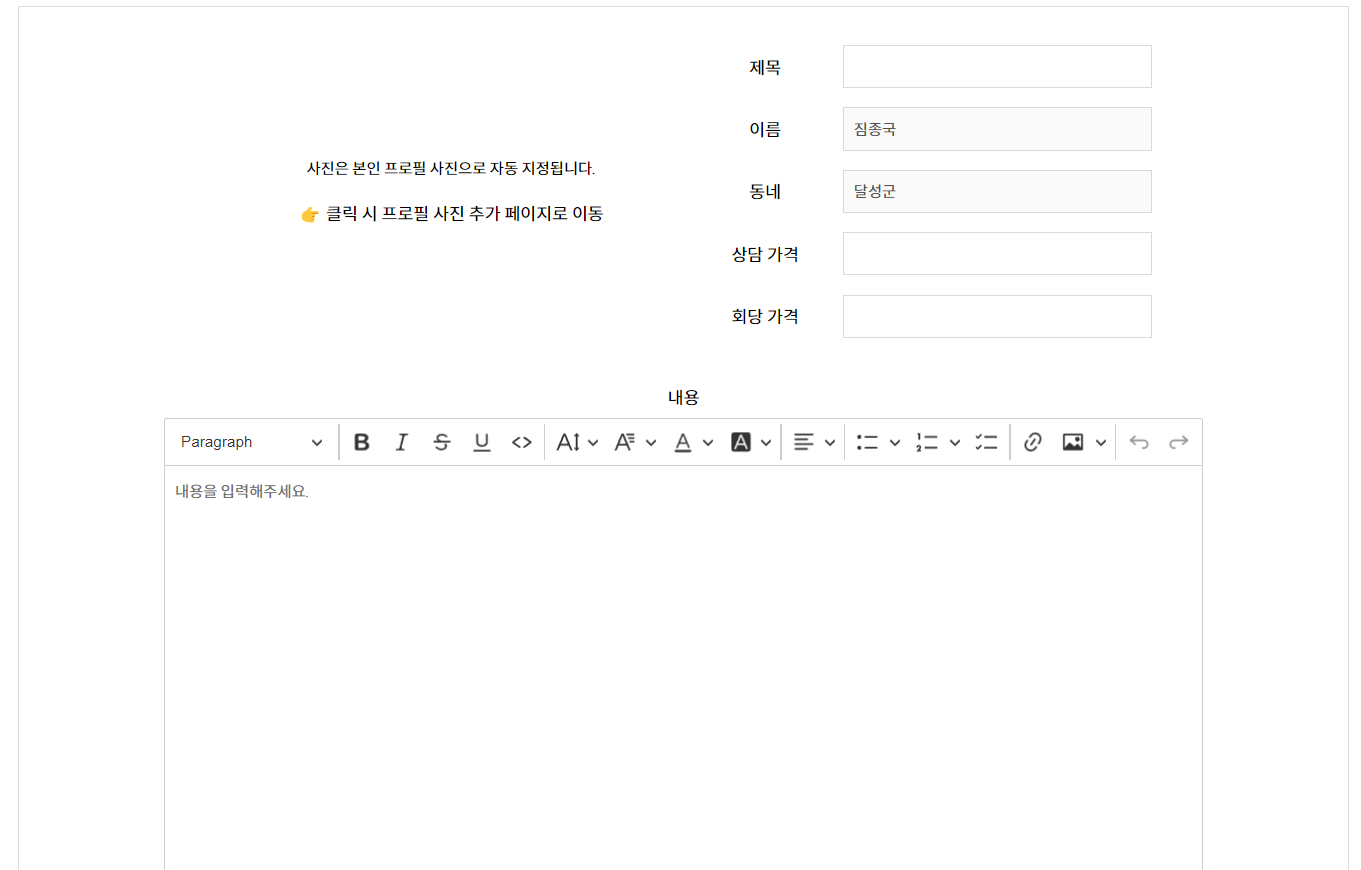 제목
이름
짐종국
사진은 본인 프로필 사진으로 자동 지정됩니다.
동네
달성군
👉 클릭 시 프로필 사진 추가 페이지로 이동
상담 가격
회당 가격
내용
Paragraph
내용을 입력해주세요.